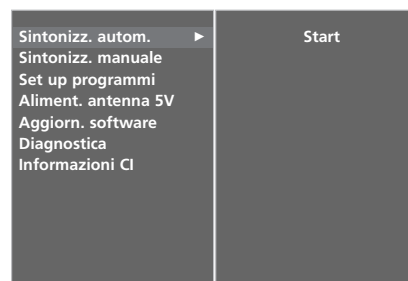 Sintonizz. autom. ► Start
Sintonizz. manuale
Set up programmi
Aliment. antenna 5V
Aggiorn. software
Diagnostica
Informazioni CI